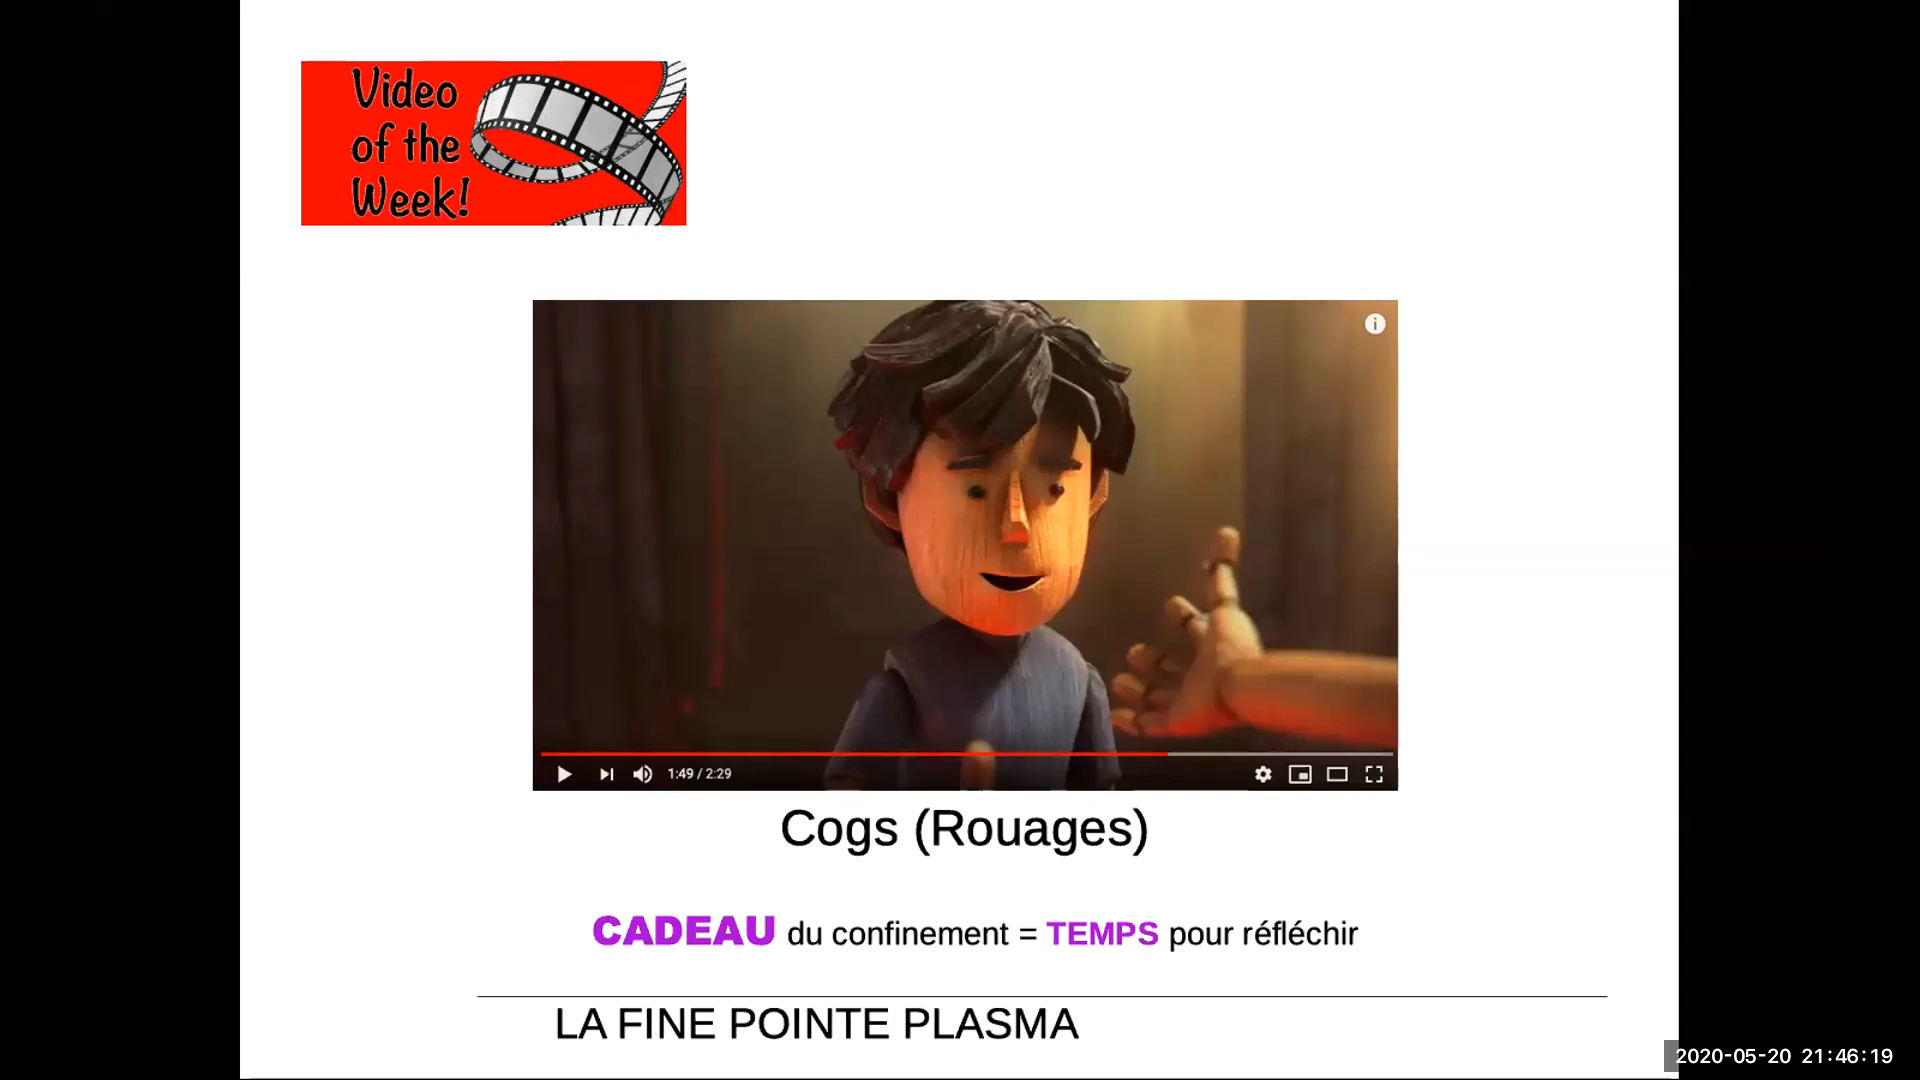 Video
of the
Week!
i
1:49 / 2:29
Cogs (Rouages)
CADEAU du confinement = TEMPS pour réfléchir
LA FINE POINTE PLASMA
2020-05-20 21:46:19